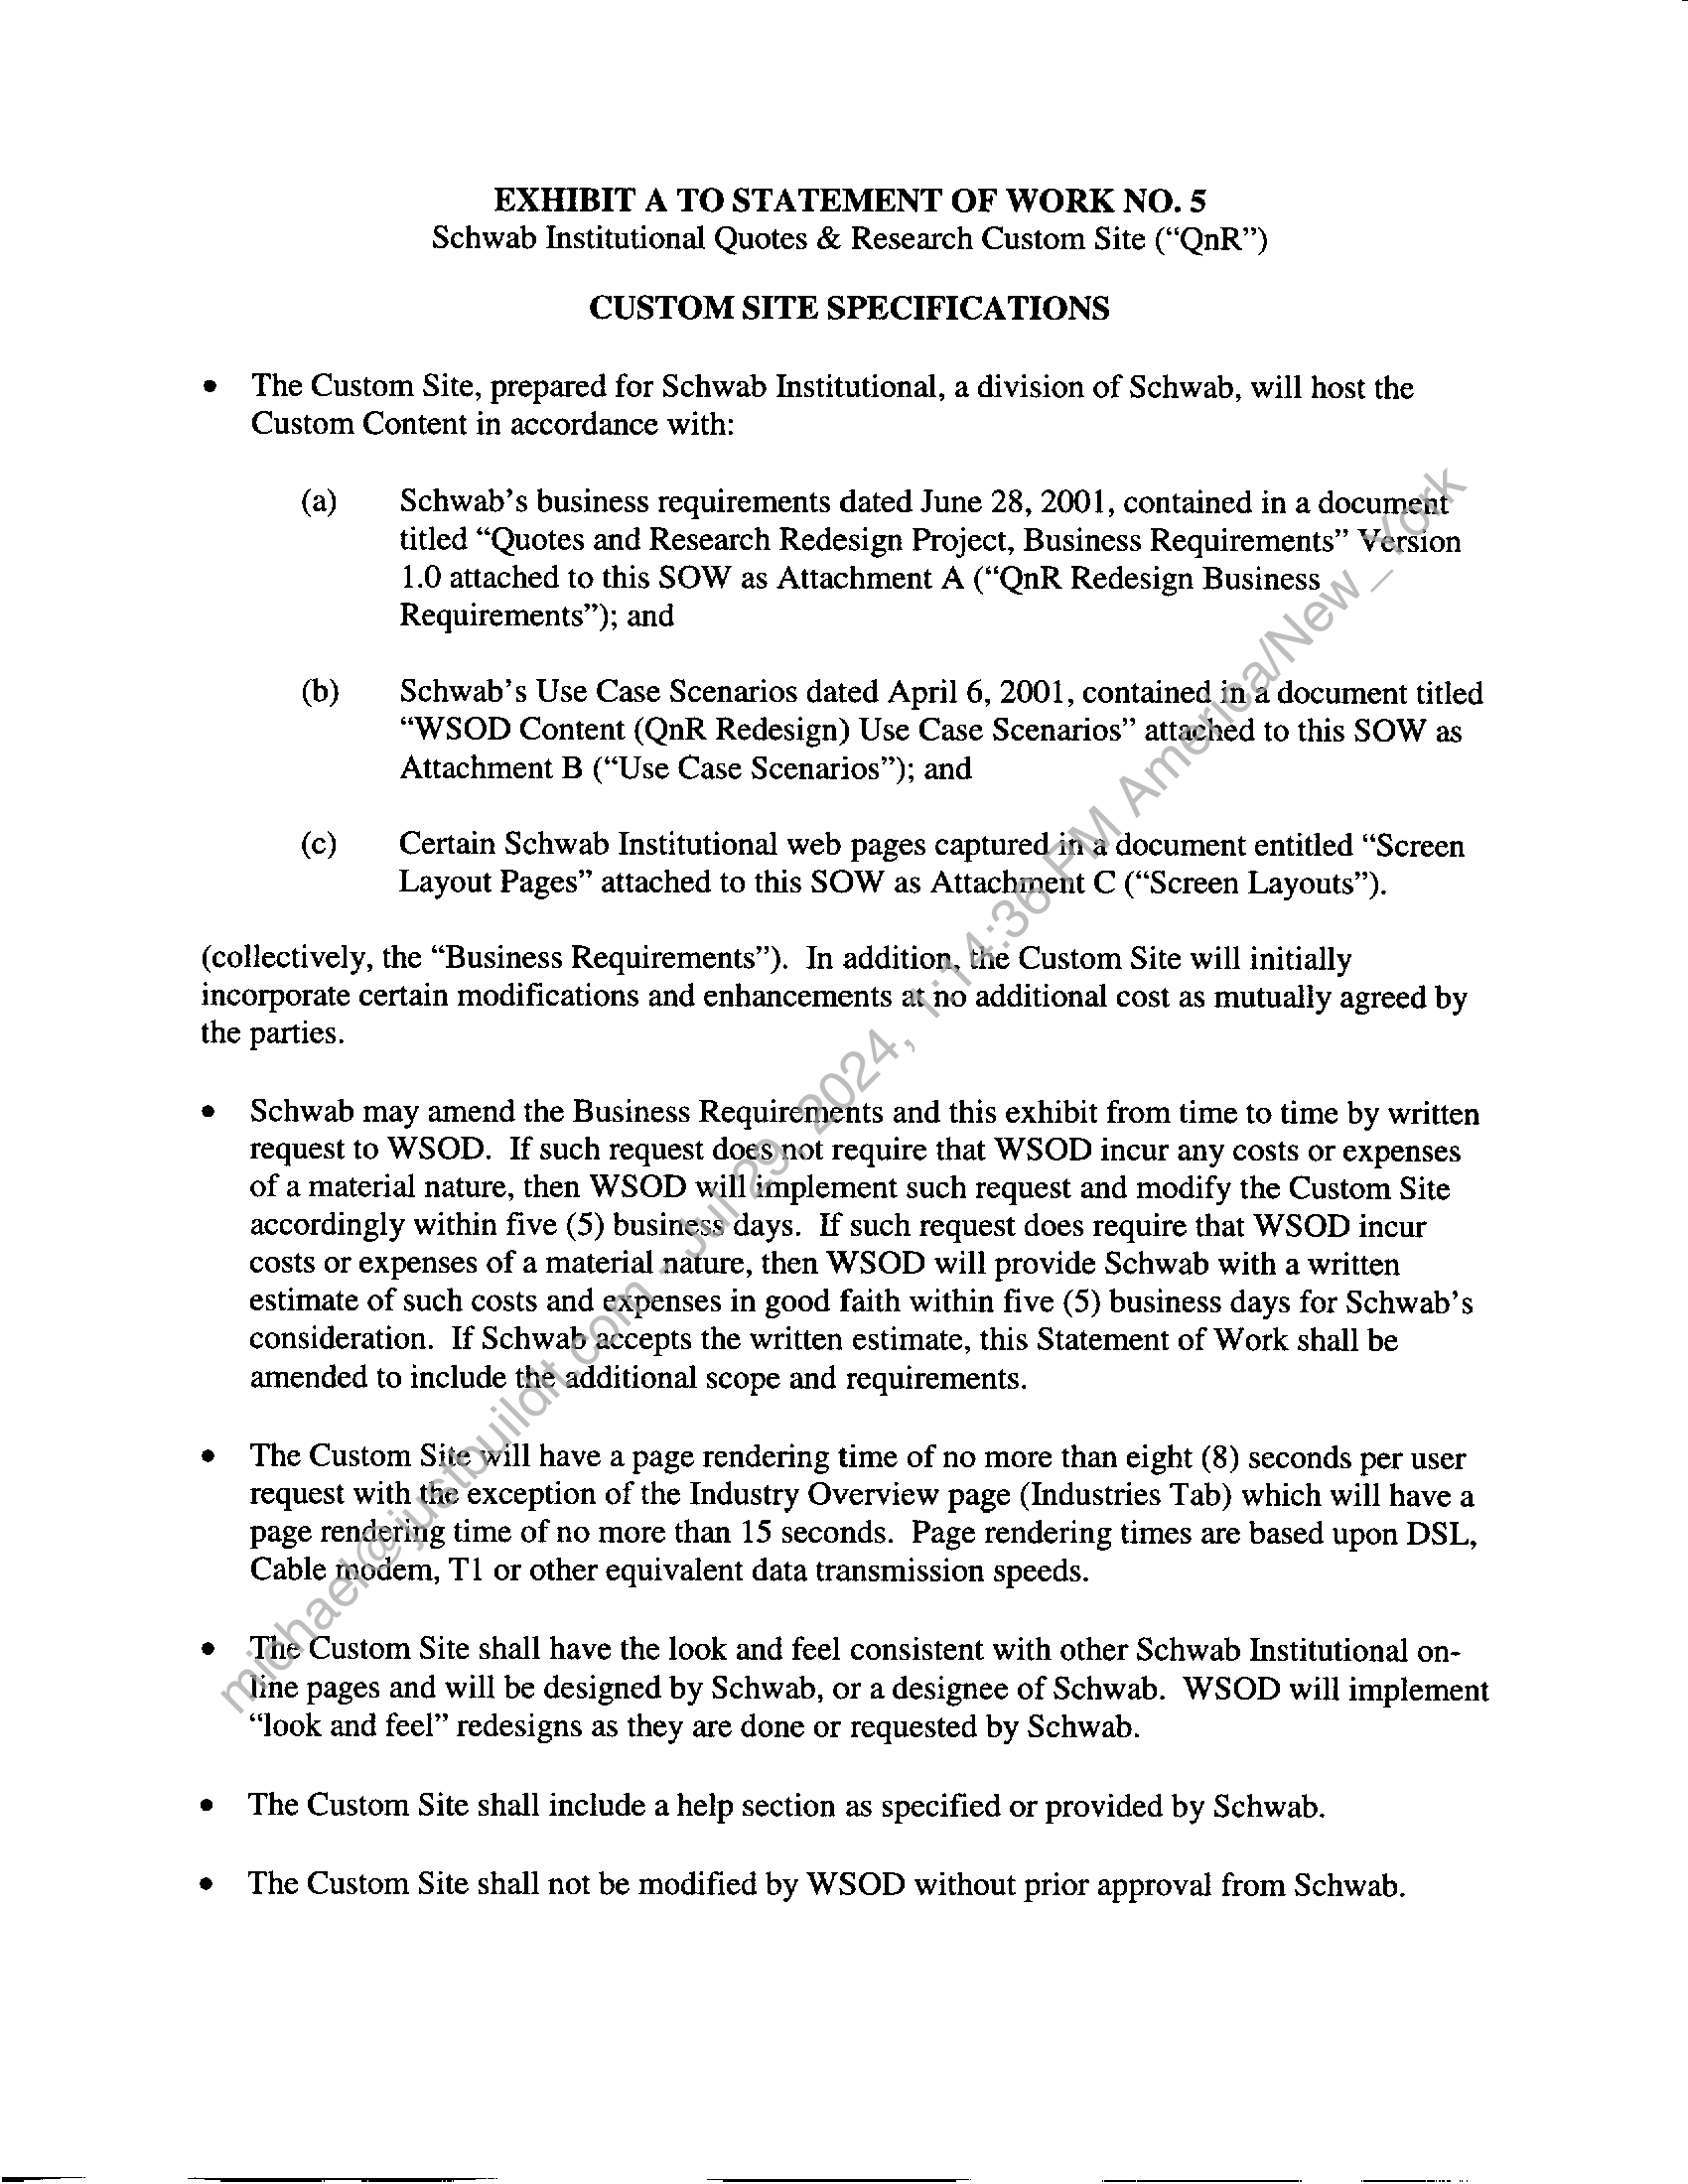 EXHIBIT A TO STATEMENT OF WORK NO. 5
Schwab Institutional Quotes & Research Custom Site (“QnR”)
CUSTOM SITE SPECIFICATIONS
• The Custom Site, prepared for Schwab Institutional, a division of Schwab, will host the
Custom Content in accordance with:
(a) Schwab’s business requirements dated June 28, 2001, contained in a document
titled “Quotes and Research Redesign Project, Business Requirements” Version
1.0 attached to this SOW as Attachment A (“QnR Redesign Business
Requirements”); and
(b) Schwab’s Use Case Scenarios dated April 6, 2001, contained in a document titled
“WSOD Content (QnR Redesign) Use Case Scenarios” attached to this SOW as
Attachment B (“Use Case Scenarios”); and
(c) Certain Schwab Institutional web pages captured in a document entitled “Screen
Layout Pages” attached to this SOW as Attachment C (“Screen Layouts”).
(collectively, the “Business Requirements”). In addition, the Custom Site will initially
incorporate certain modifications and enhancements at no additional cost as mutually agreed by
the parties.
• Schwab may amend the Business Requirements and this exhibit from time to time by written
request to WSOD. If such request does not require that WSOD incur any costs or expenses
of a material nature, then WSOD will implement such request and modify the Custom Site
accordingly within five (5) business days. If such request does require that WSOD incur
costs or expenses of a material nature, then WSOD will provide Schwab with a written
estimate of such costs and expenses in good faith within five (5) business days for Schwab’s
consideration. If Schwab accepts the written estimate, this Statement of Work shall be
amended to include the additional scope and requirements.
• The Custom Site will have a page rendering time of no more than eight (8) seconds per user
request with the exception of the Industry Overview page (Industries Tab) which will have a
page rendering time of no more than 15 seconds. Page rendering times are based upon DSL,
Cable modem, T1 or other equivalent data transmission speeds.
• The Custom Site shall have the look and feel consistent with other Schwab Institutional on-
line pages and will be designed by Schwab, or a designee of Schwab. WSOD will implement
“look and feel” redesigns as they are done or requested by Schwab.
• The Custom Site shall include a help section as specified or provided by Schwab.
• The Custom Site shall not be modified by WSOD without prior approval from Schwab.
michael@justbuildit.com - Jul 29, 2024, 1:14:36 PM America/New_York